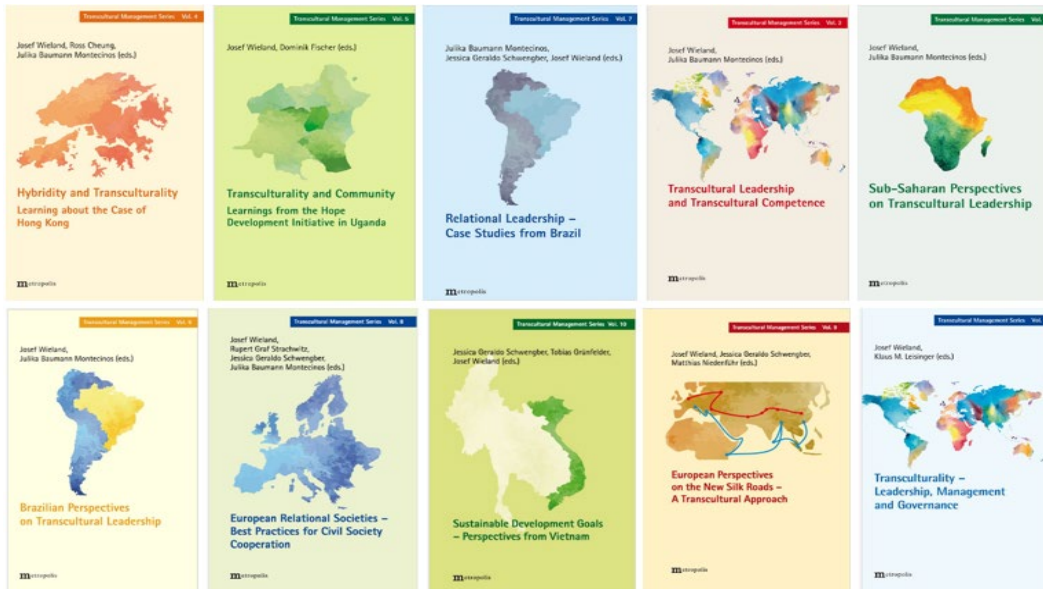 Transcultural Management Series Vol. 4
Josef Wieland, Ross Cheung,
Julika Baumann Montecinos (eds.)
Hybridity and Transculturality
Learning about the Case of
Hong Kong
metropolis
Transcultural Management Series Vol.
Josef Wieland, Dominik Fischer (eds.)
Transculturality and Community
Learnings from the Hope
Development Initiative in Uganda
metropolis
Transcultural Management Series Vol. 7
Julika Baumann Montecinos,
Jessica Geraldo Schwengber, Josef Wieland (eds.)
Relational Leadership –
Case Studies from Brazil
metropolis
Transcultural Management Series Vol.
Josef Wieland,
Julika Baumann Montecinos (eds.)
Transcultural Leadership
and Transcultural Competence
metropolis
Transcultural Management Series Vol.
Josef Wieland,
Julika Baumann Montecinos (eds.)
Sub-Saharan Perspectives
on Transcultural Leadership
metropolis
Transcultural Management Series Vol.
Josef Wieland,
Julika Baumann Montecinos (eds.)
Brazilian Perspectives
on Transcultural Leadership
metropolis
Transcultural Management Series Vol. 8
Josef Wieland,
Rupert Graf Strachwitz,
Jessica Geraldo Schwengber,
Julika Baumann Montecinos (eds.)
European Relational Societies –
Best Practices for Civil Society
Cooperation
metropolis
Transcultural Management Series Vol. 10
Jessica Geraldo Schwengber, Tobias Grünfelder,
Josef Wieland (eds.)
Sustainable Development Goals
– Perspectives from Vietnam
metropolis
Transcultural Management Series Vol. 9
Josef Wieland, Jessica Geraldo Schwengber,
Matthias Niedenführ (eds.)
European Perspectives
on the New Silk Roads –
A Transcultural Approach
metropolis
Transcultural Management Series Vol.
Josef Wieland,
Klaus M. Leisinger (eds.)
Transculturality –
Leadership, Management
and Governance
metropolis